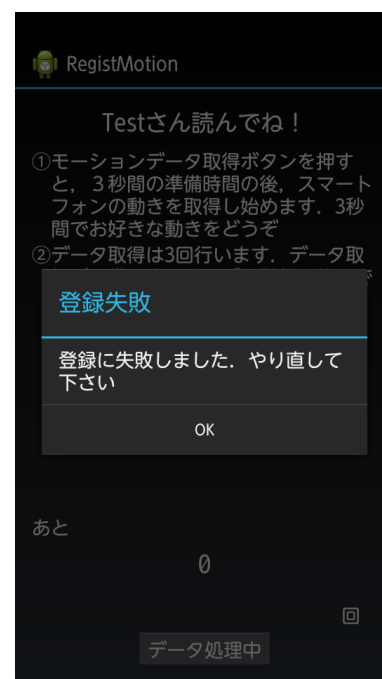 RegistMotion
Testさん読んでね！
①モーションデータ取得ボタンを押す
と，３秒間の準備時間の後，スマート
フォンの動きを取得し始めます．3秒
間でお好きな動きをどうぞ
②データ取得は3回行います．データ取
登録失敗
登録に失敗しました．やり直して
下さい
OK
あと
0
回
データ処理中